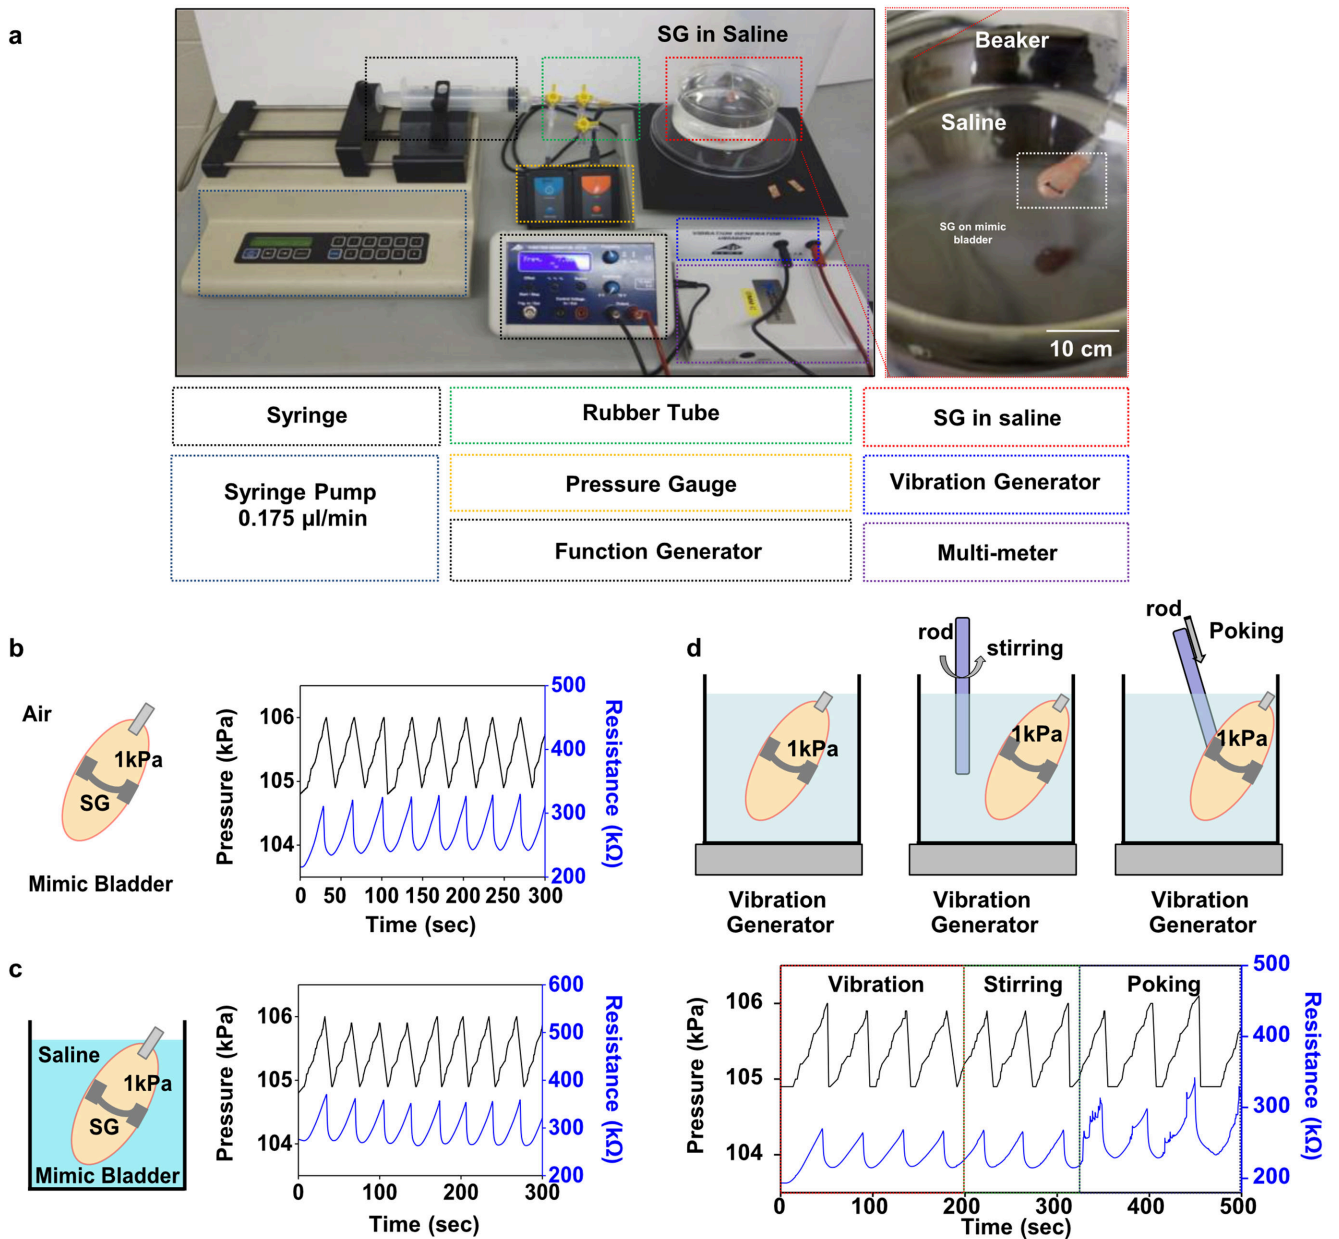 a
SG in Saline
VIBRATION GENERATOR
Beaker
Saline
SG on mimic
bladder
10 cm
Syringe
Rubber Tube
SG in saline
Syringe Pump
0.175 µl/min
Pressure Gauge
Vibration Generator
Function Generator
Multi-meter
b
Air
1kPa
SG
Mimic Bladder
Pressure (kPa)
106
105
104
500
400
300
200
Resistance (kΩ)
0 50 100 150 200 250 300
Time (sec)
c
Saline
1kPa
SG
Mimic Bladder
Pressure (kPa)
106
105
104
600
500
400
300
200
Resistance (kΩ)
0 100 200 300
Time (sec)
d
1kPa
Vibration
Generator
rod
stirring
1kPa
Vibration
Generator
rod
Poking
1kPa
Vibration
Generator
Vibration Stirring Poking
Pressure (kPa)
106
105
104
500
400
300
200
Resistance (kΩ)
0 100 200 300 400 500
Time (sec)